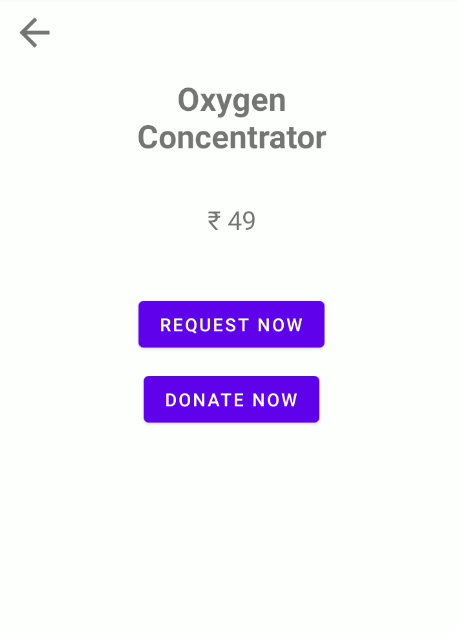 Oxygen
Concentrator
₹ 49
REQUEST NOW
DONATE NOW